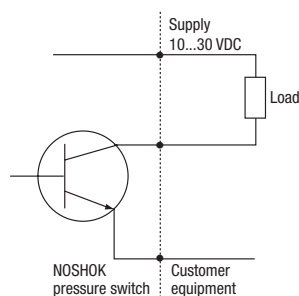 Supply
10...30 VDC
Load
NOSHOK
pressure switch
Customer
equipment